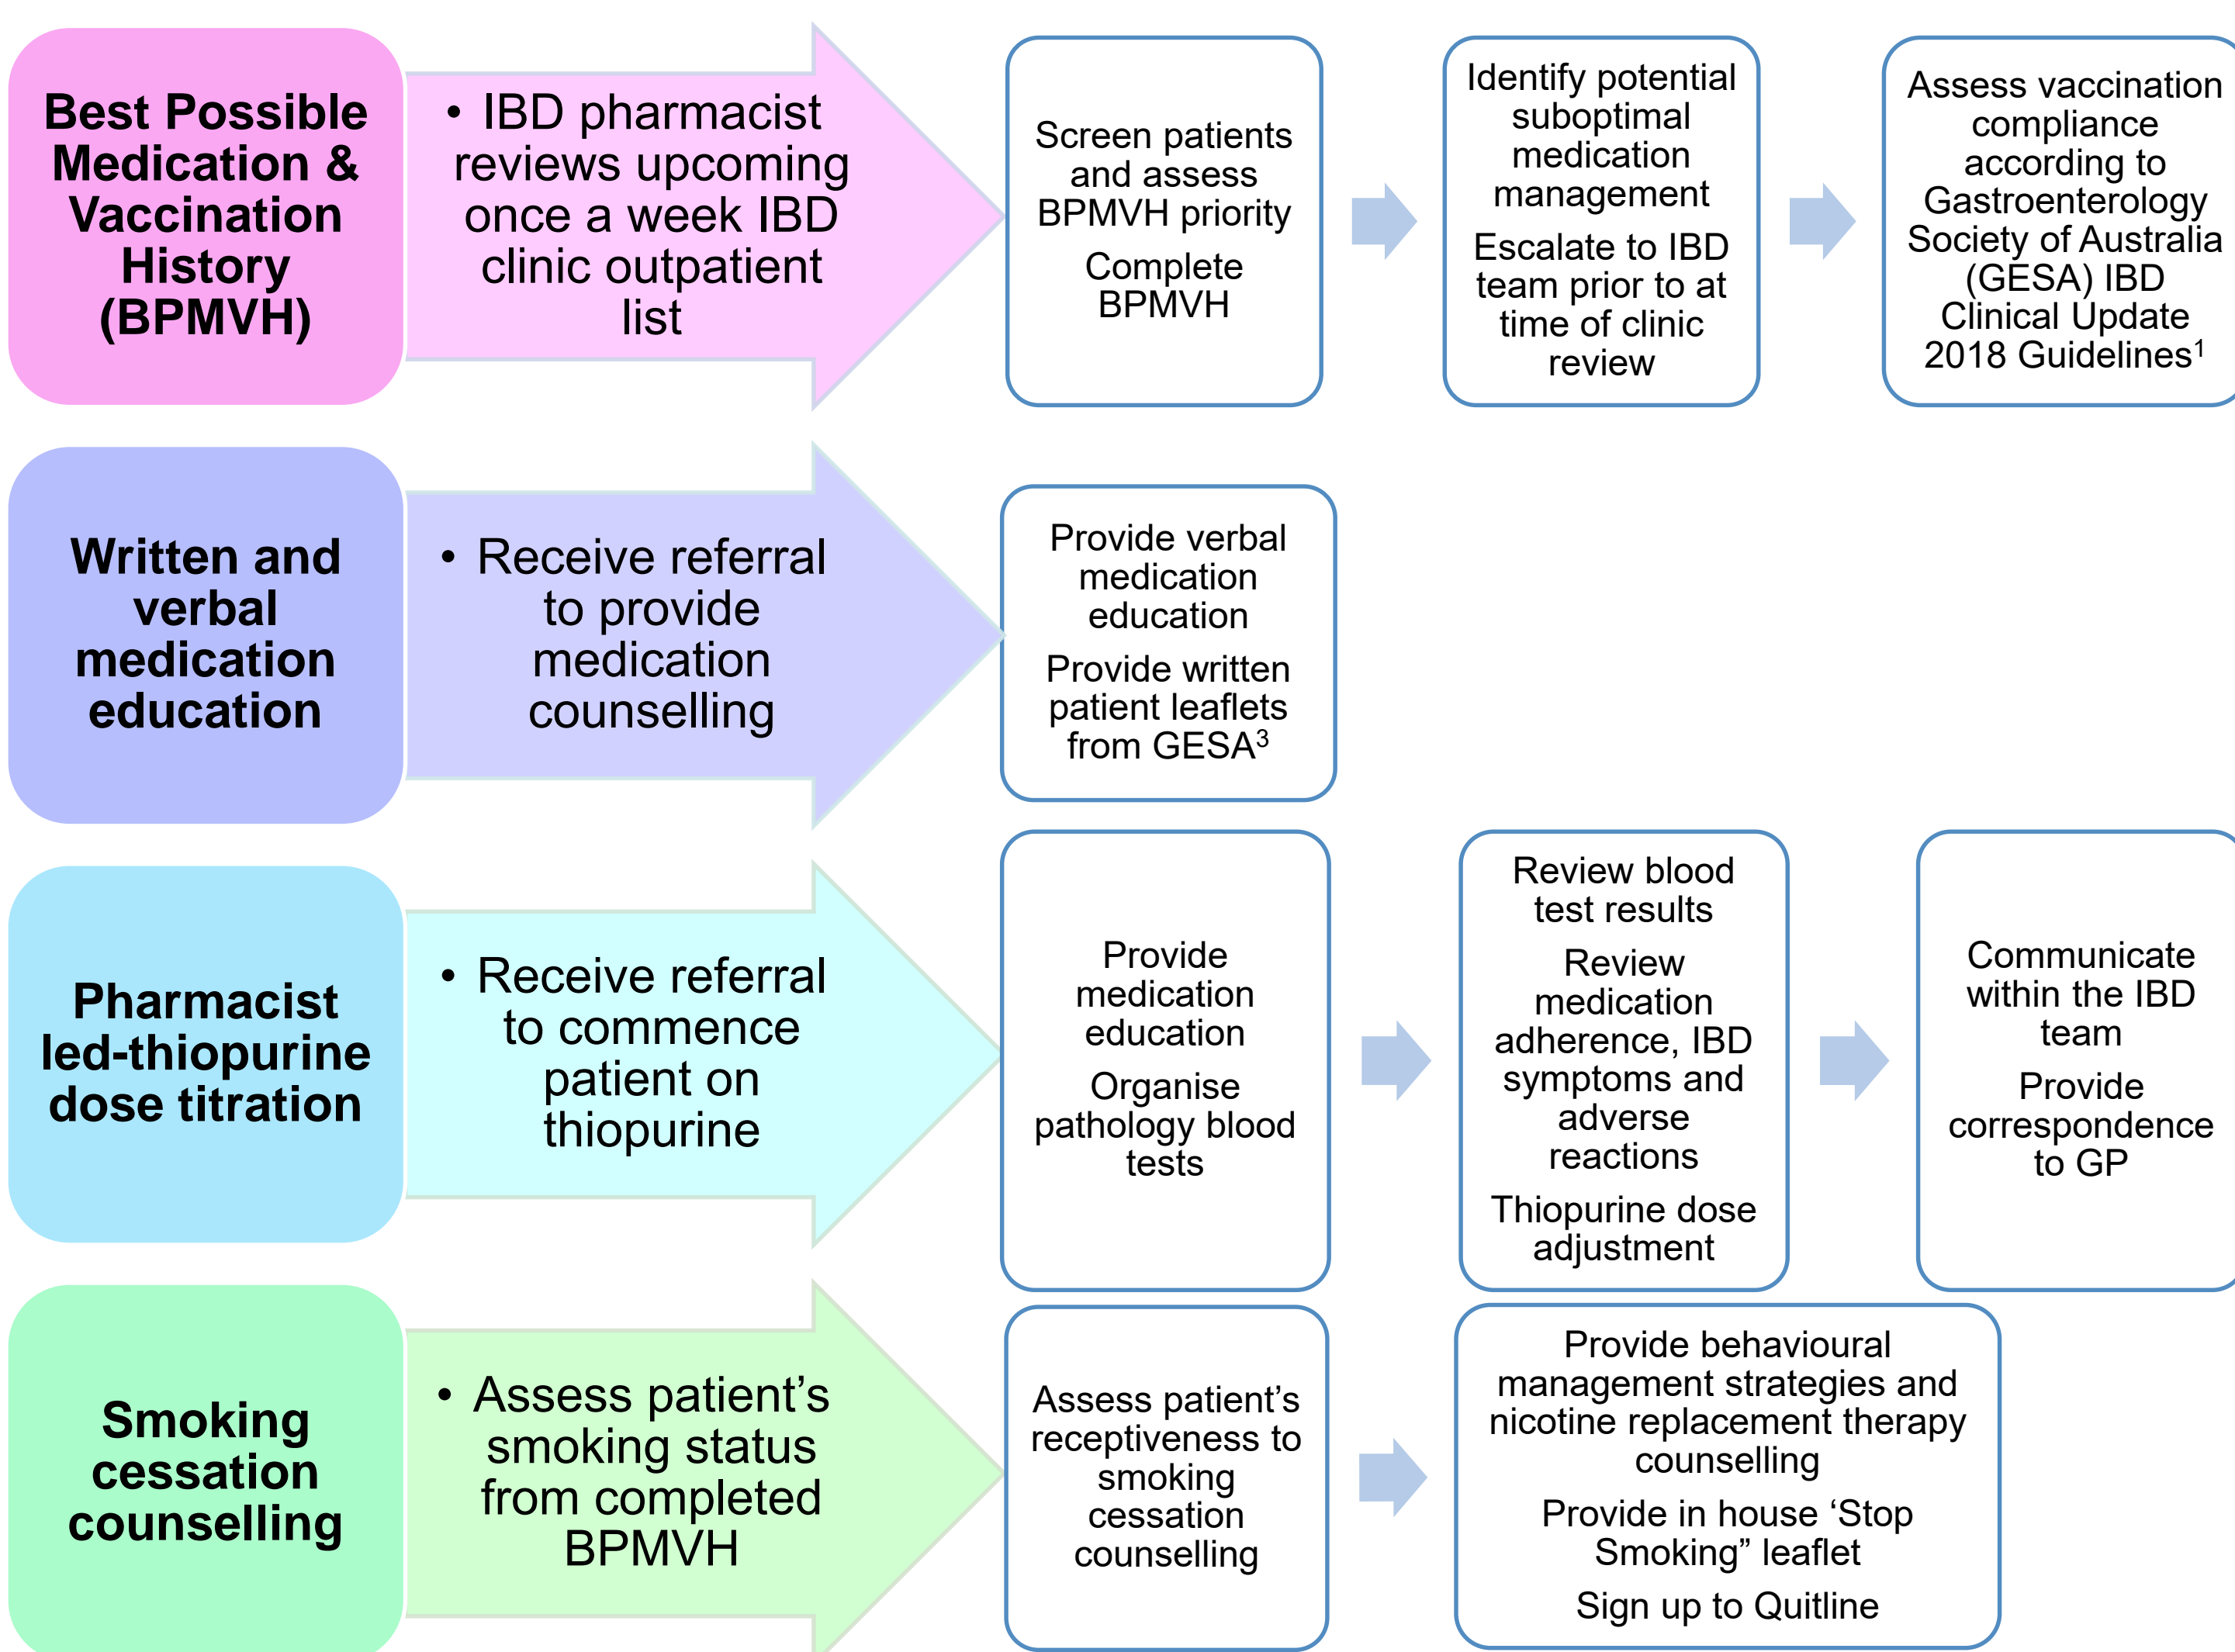 Best Possible
Medication &
Vaccination
History
(BPMVH)
• IBD pharmacist
reviews upcoming
once a week IBD
clinic outpatient
list
Screen patients
and assess
BPMVH priority
Complete
BPMVH
Identify potential
suboptimal
medication
management
Escalate to IBD
team prior to at
time of clinic
review
Assess vaccination
compliance
according to
Gastroenterology
Society of Australia
(GESA) IBD
Clinical Update
2018 Guidelines¹
Written and
verbal
medication
education
• Receive referral
to provide
medication
counselling
Provide verbal
medication
education
Provide written
patient leaflets
from GESA³
Pharmacist
led-thiopurine
dose titration
• Receive referral
to commence
patient on
thiopurine
Provide
medication
education
Organise
pathology blood
tests
Review blood
test results
Review
medication
adherence, IBD
symptoms and
adverse
reactions
Thiopurine dose
adjustment
Communicate
within the IBD
team
Provide
correspondence
to GP
Smoking
cessation
counselling
• Assess patient’s
smoking status
from completed
BPMVH
Assess patient’s
receptiveness to
smoking
cessation
counselling
Provide behavioural
management strategies and
nicotine replacement therapy
counselling
Provide in house ‘Stop
Smoking” leaflet
Sign up to Quitline